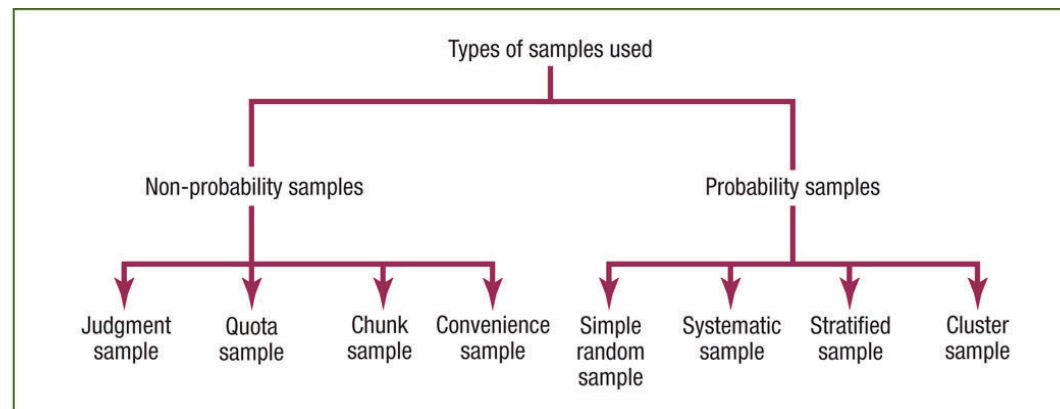 Types of samples used
Non-probability samples
Probability samples
Judgment
sample
Quota
sample
Chunk
sample
Convenience
sample
Simple
random
sample
Systematic
sample
Stratified
sample
Cluster
sample